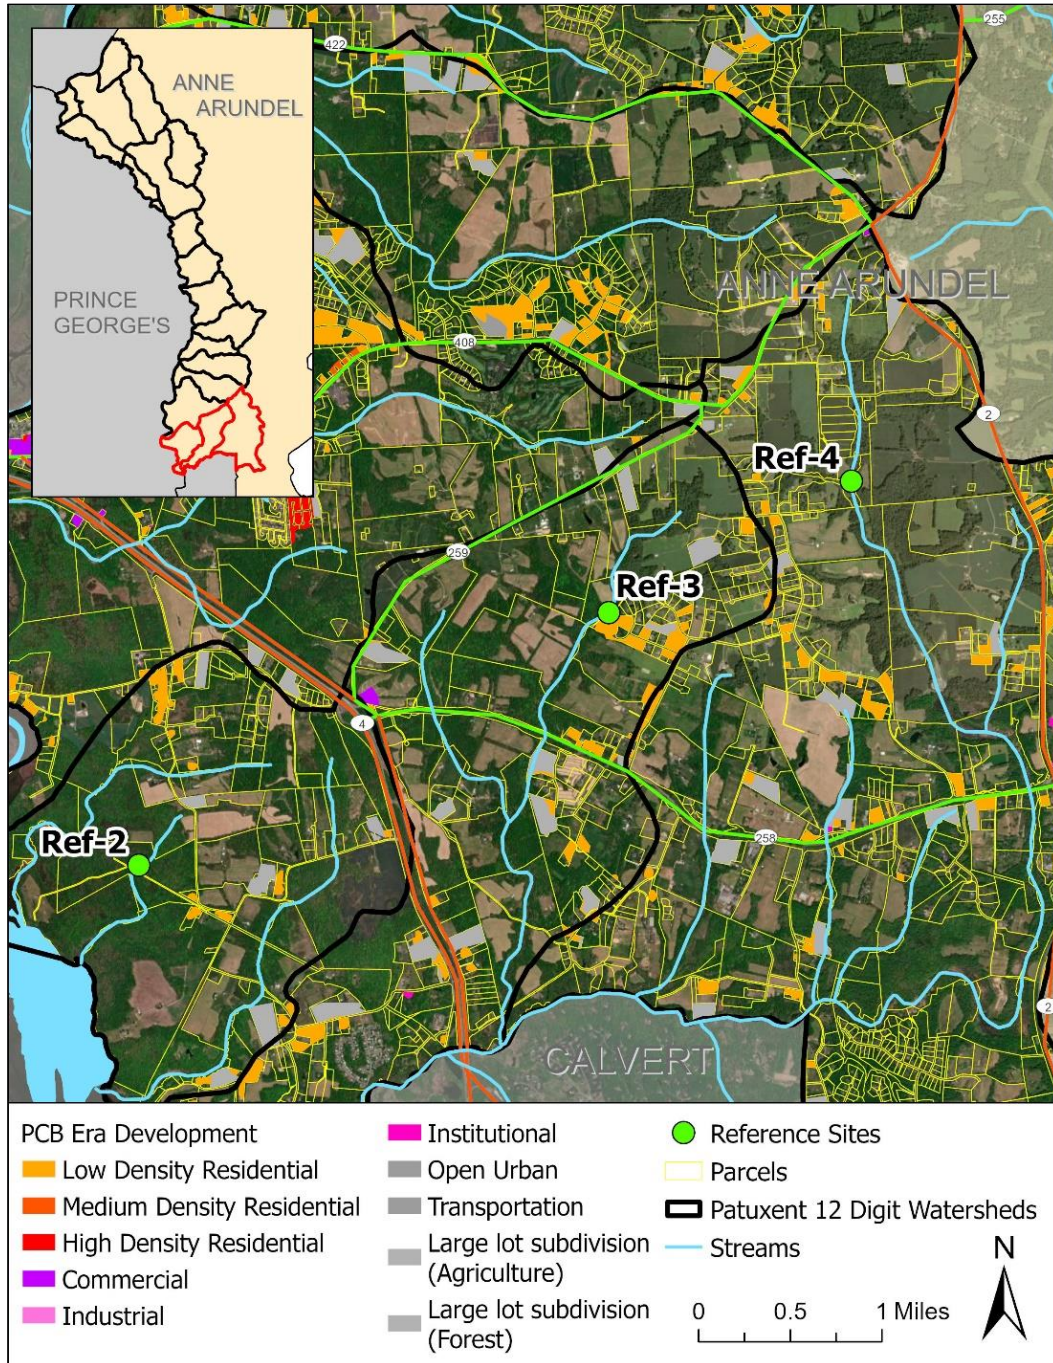 422
255
ANNE
ARUNDEL
PRINCE
GEORGE'S
ANNE ARUNDEL
408
2
Ref-4
259
Ref-3
4
Ref-2
258
2
CALVERT
PCB Era Development
Low Density Residential
Medium Density Residential
High Density Residential
Commercial
Industrial
Institutional
Open Urban
Transportation
Large lot subdivision
(Agriculture)
Large lot subdivision
(Forest)
Reference Sites
Parcels
Patuxent 12 Digit Watersheds
Streams
N
0 0.5 1 Miles